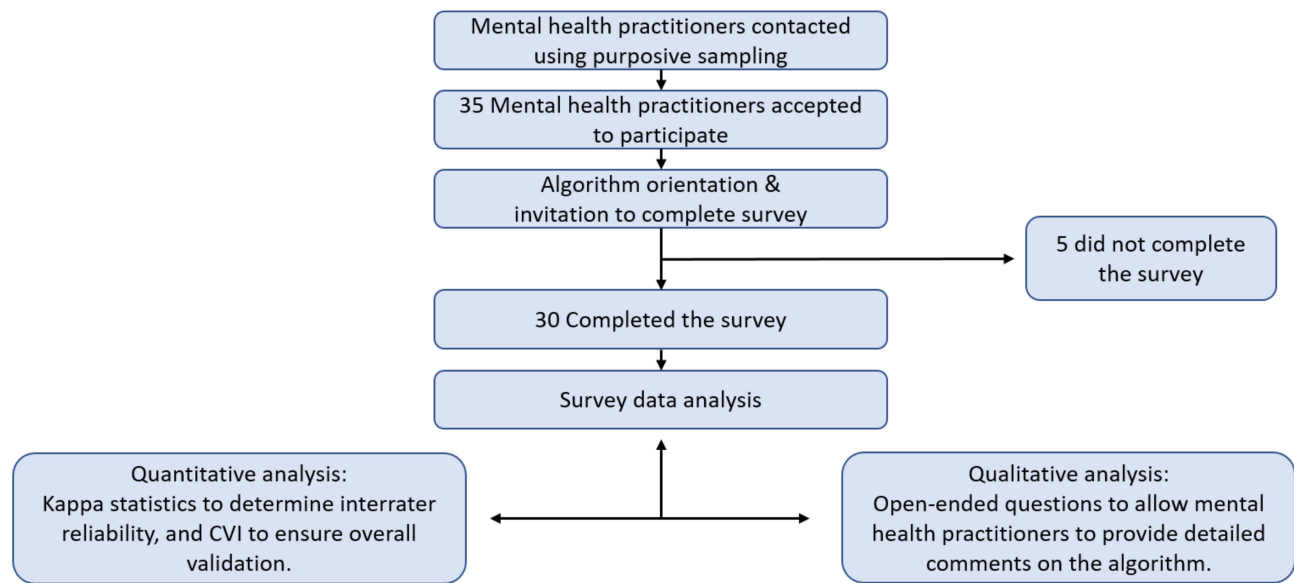 Mental health practitioners contacted
using purposive sampling
35 Mental health practitioners accepted
to participate
Algorithm orientation &
invitation to complete survey
5 did not complete
the survey
30 Completed the survey
Survey data analysis
Quantitative analysis:
Kappa statistics to determine interrater
reliability, and CVI to ensure overall
validation.
Qualitative analysis:
Open-ended questions to allow mental
health practitioners to provide detailed
comments on the algorithm.